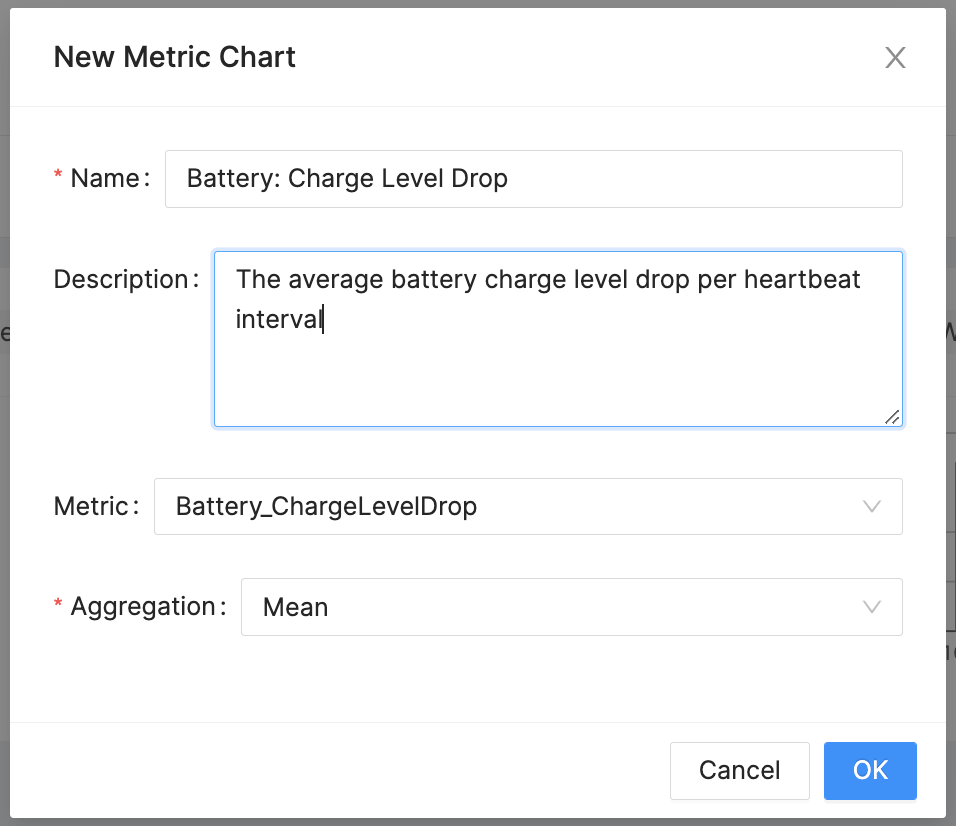 New Metric Chart
* Name:
Battery: Charge Level Drop
Description:
The average battery charge level drop per heartbeat
interval
Metric:
Battery_ChargeLevelDrop
* Aggregation:
Mean
Cancel
OK